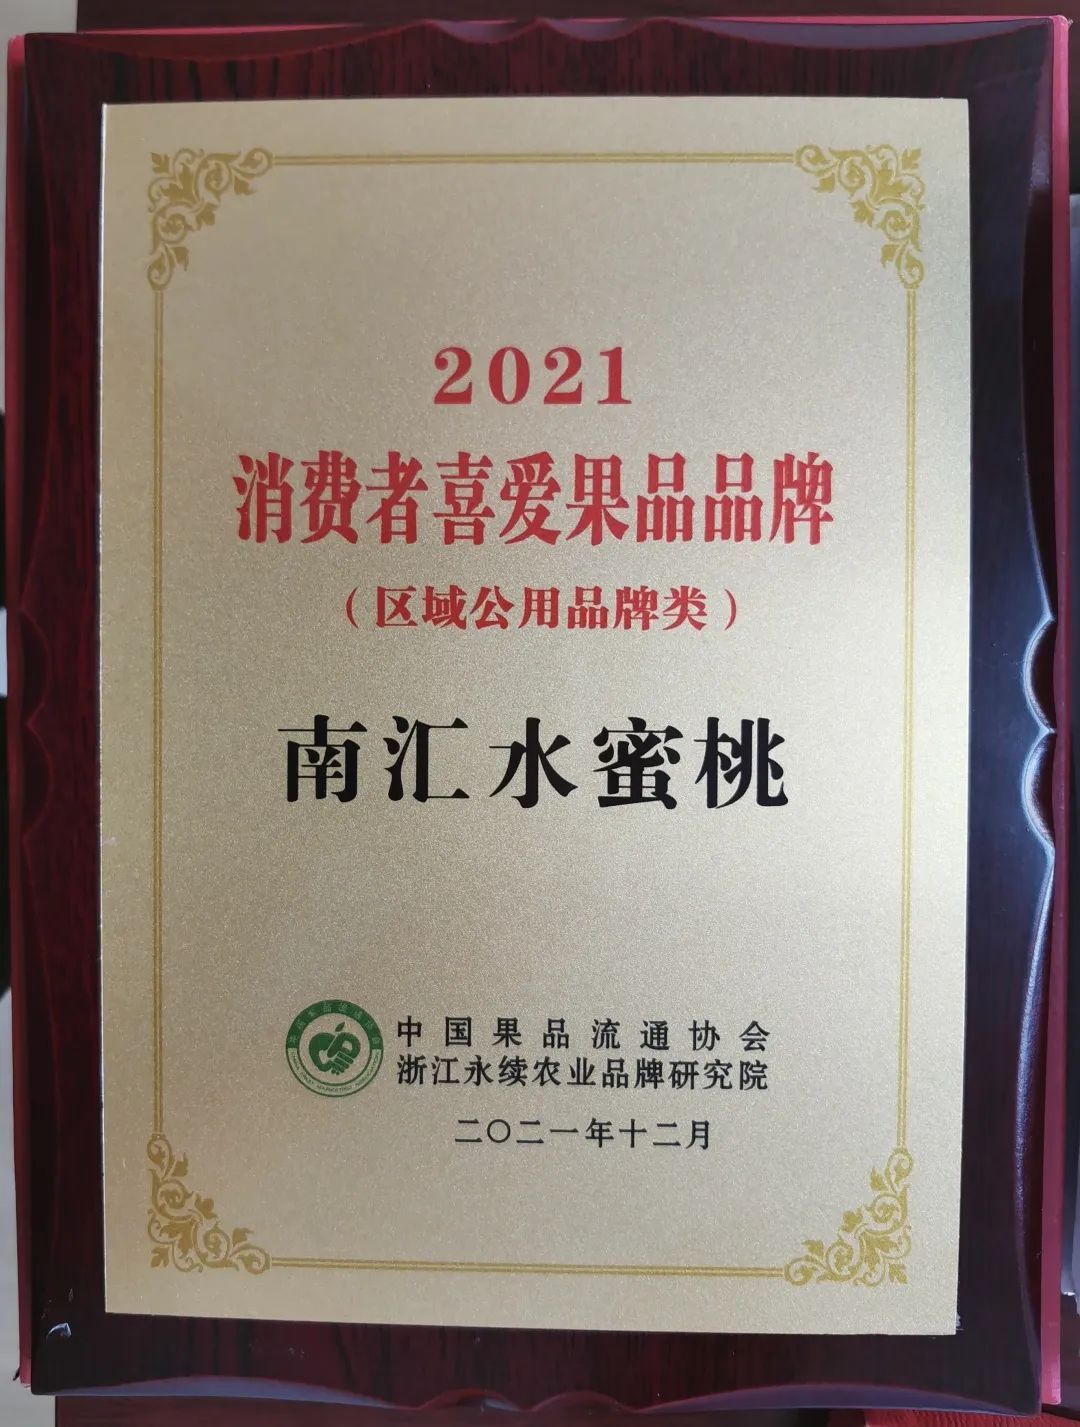 2021
消费者喜爱果品品牌
（区域公用品牌类）
南汇水蜜桃
中国果品流通协会
浙江永续农业品牌研究院
二〇二一年十二月